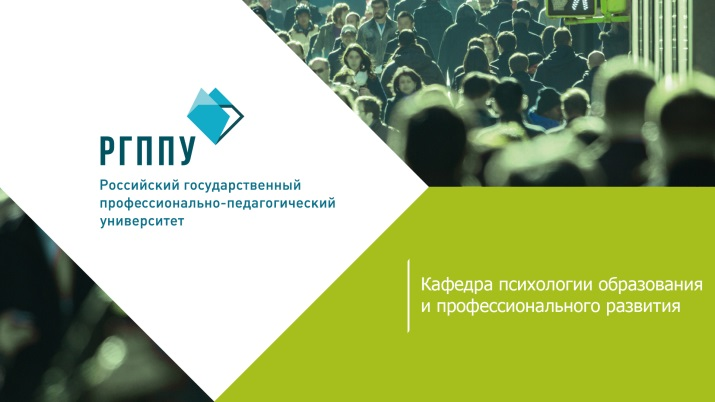 РГППУ
Российский государственный
профессионально-педагогический
университет
Кафедра психологии образования
и профессионального развития